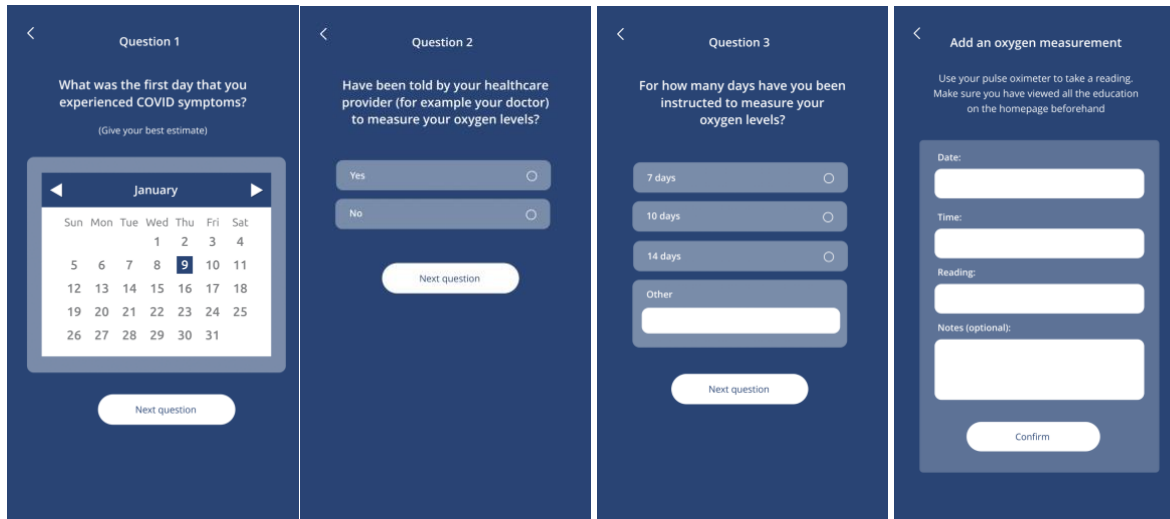 Question 1
What was the first day that you
experienced COVID symptoms?
(Give your best estimate)
January
Sun Mon Tue Wed Thu Fri Sat
1 2 3 4
5 6 7 8 9 10 11
12 13 14 15 16 17 18
19 20 21 22 23 24 25
26 27 28 29 30 31
Next question
Question 2
Have been told by your healthcare
provider (for example your doctor)
to measure your oxygen levels?
Yes
No
Next question
Question 3
For how many days have you been
instructed to measure your
oxygen levels?
7 days
10 days
14 days
Other
Next question
Add an oxygen measurement
Use your pulse oximeter to take a reading.
Make sure you have viewed all the education
on the homepage beforehand
Date:
Time:
Reading:
Notes (optional):
Confirm